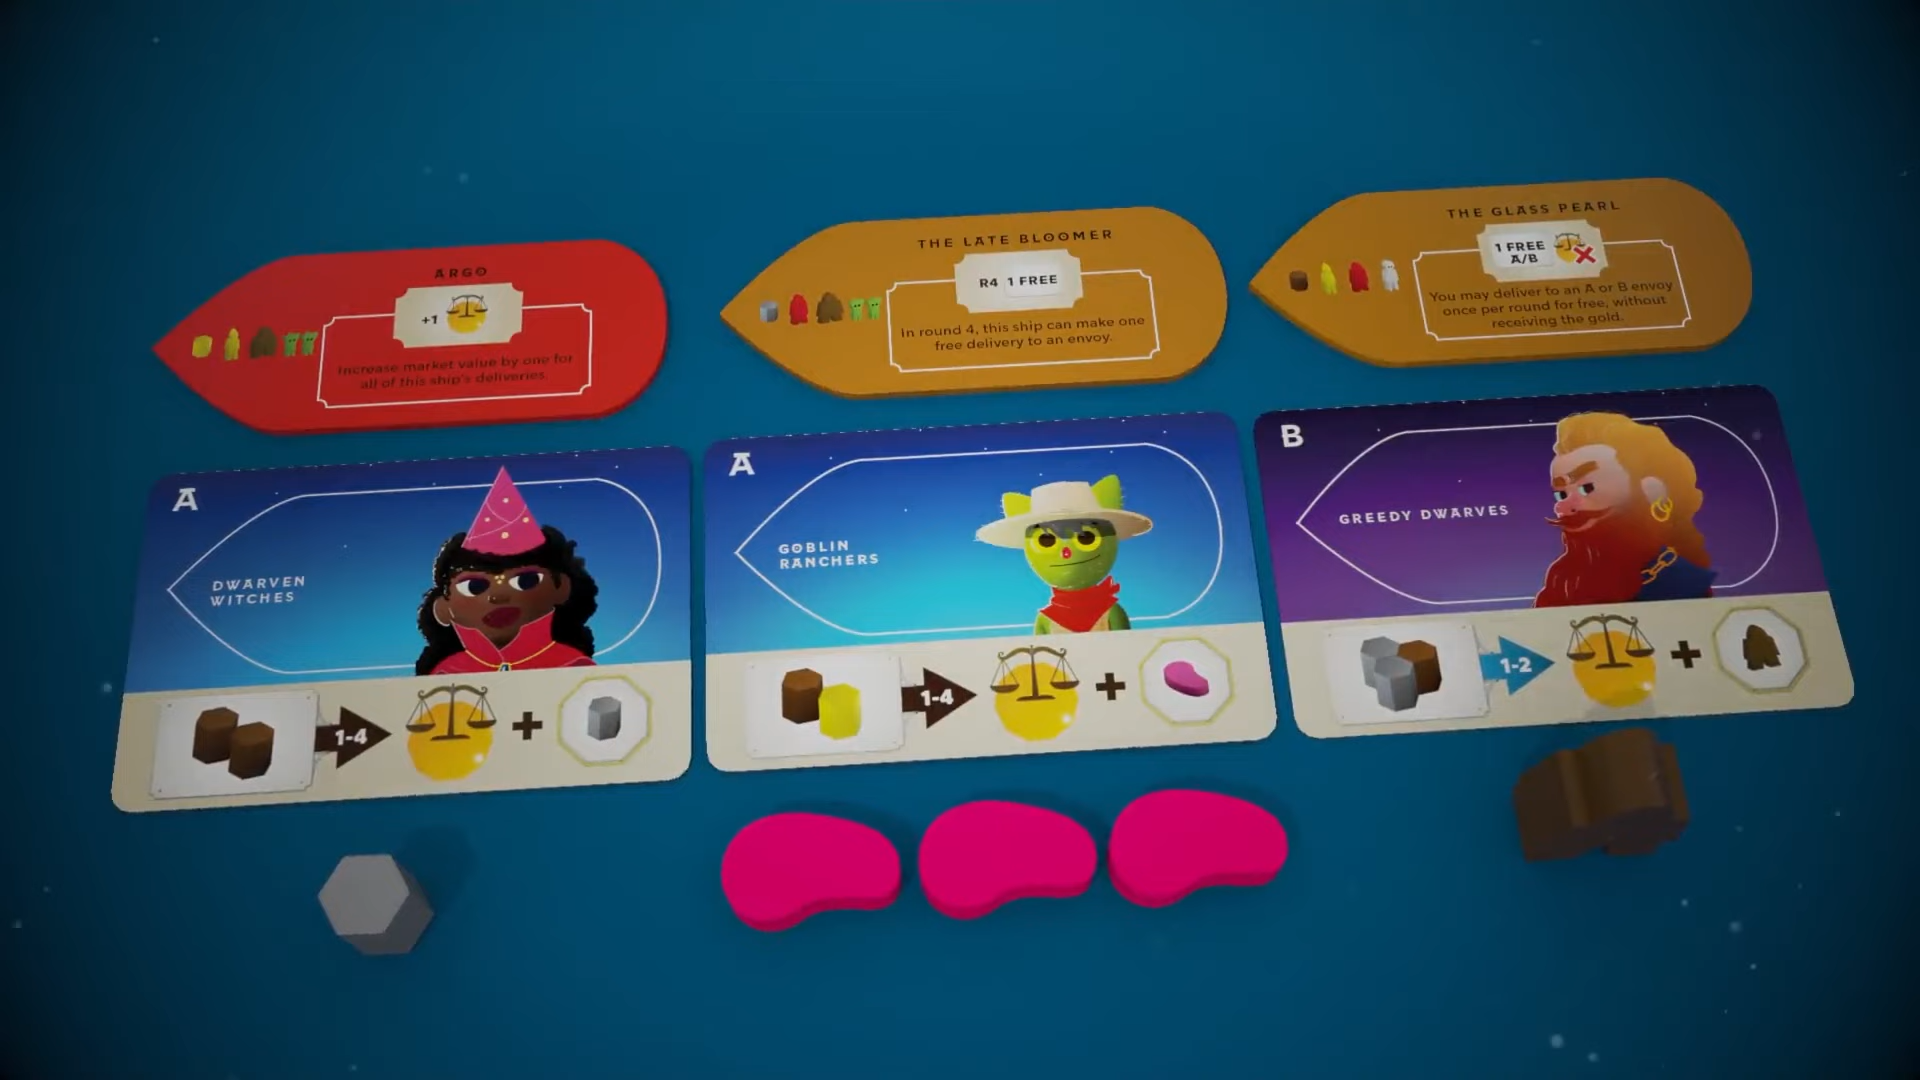 ARGO
+1
Increase market value by one for
all of this ship's deliveries.
THE LATE BLOOMER
R4 1 FREE
In round 4, this ship can make one
free delivery to an envoy.
THE GLASS PEARL
1 FREE
A/B
You may deliver to an A or B envoy
once per round for free, without
receiving the gold.
A
DWARVEN
WITCHES
1-4
+
A
GOBLIN
RANCHERS
1-4
+
B
GREEDY DWARVES
1-2
+